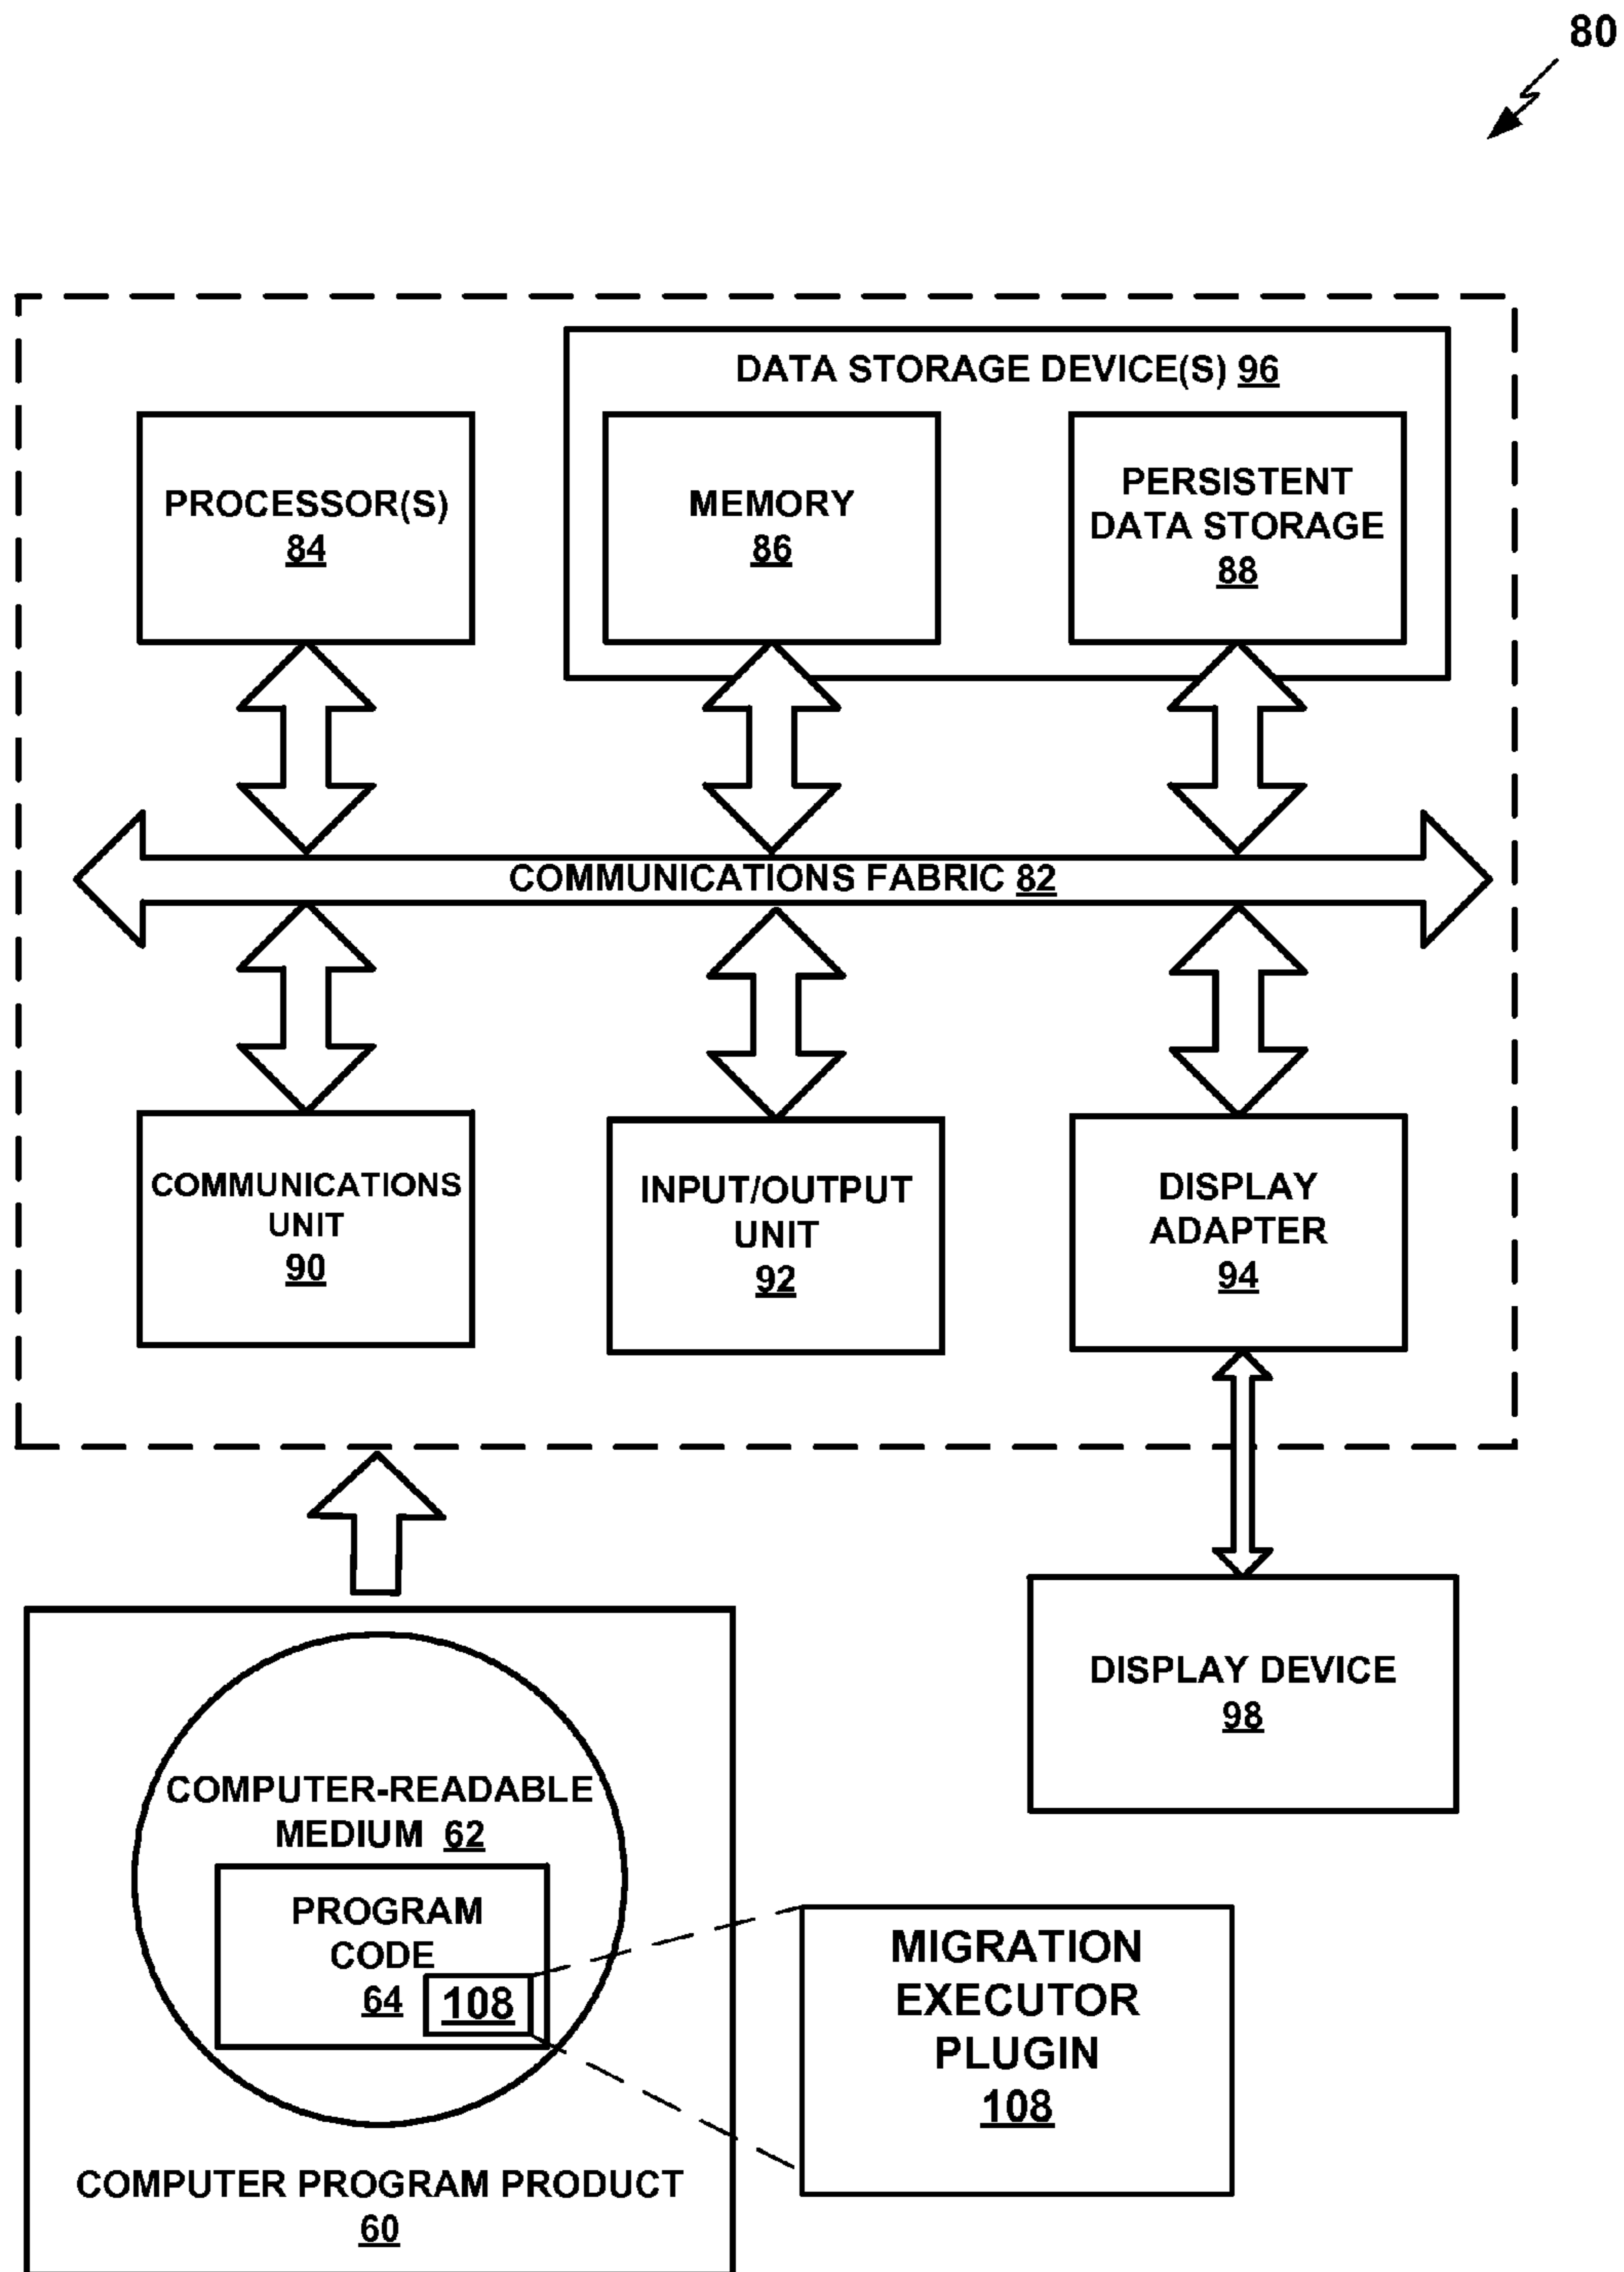 80
DATA STORAGE DEVICE(S) 96
PROCESSOR(S)
84
MEMORY
86
PERSISTENT
DATA STORAGE
88
COMMUNICATIONS FABRIC 82
COMMUNICATIONS
UNIT
90
INPUT/OUTPUT
UNIT
92
DISPLAY
ADAPTER
94
DISPLAY DEVICE
98
COMPUTER-READABLE
MEDIUM 62
PROGRAM
CODE
64
108
MIGRATION
EXECUTOR
PLUGIN
108
COMPUTER PROGRAM PRODUCT
60